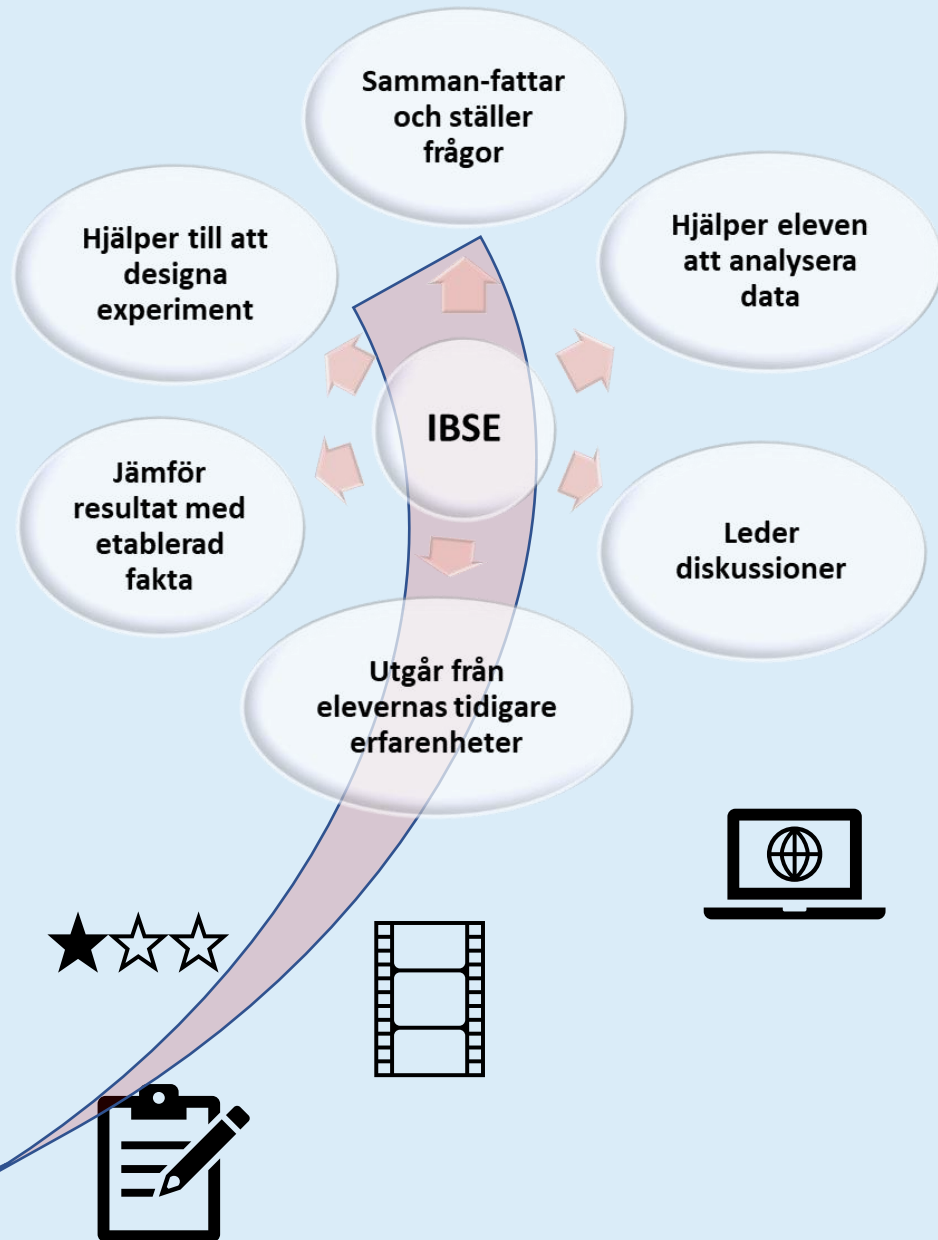 Samman-fattar
och ställer
frågor
Hjälper till att
designa
experiment
Hjälper eleven
att analysera
data
IBSE
Jämför
resultat med
etablerad
fakta
Leder
diskussioner
Utgår från
elevernas tidigare
erfarenheter